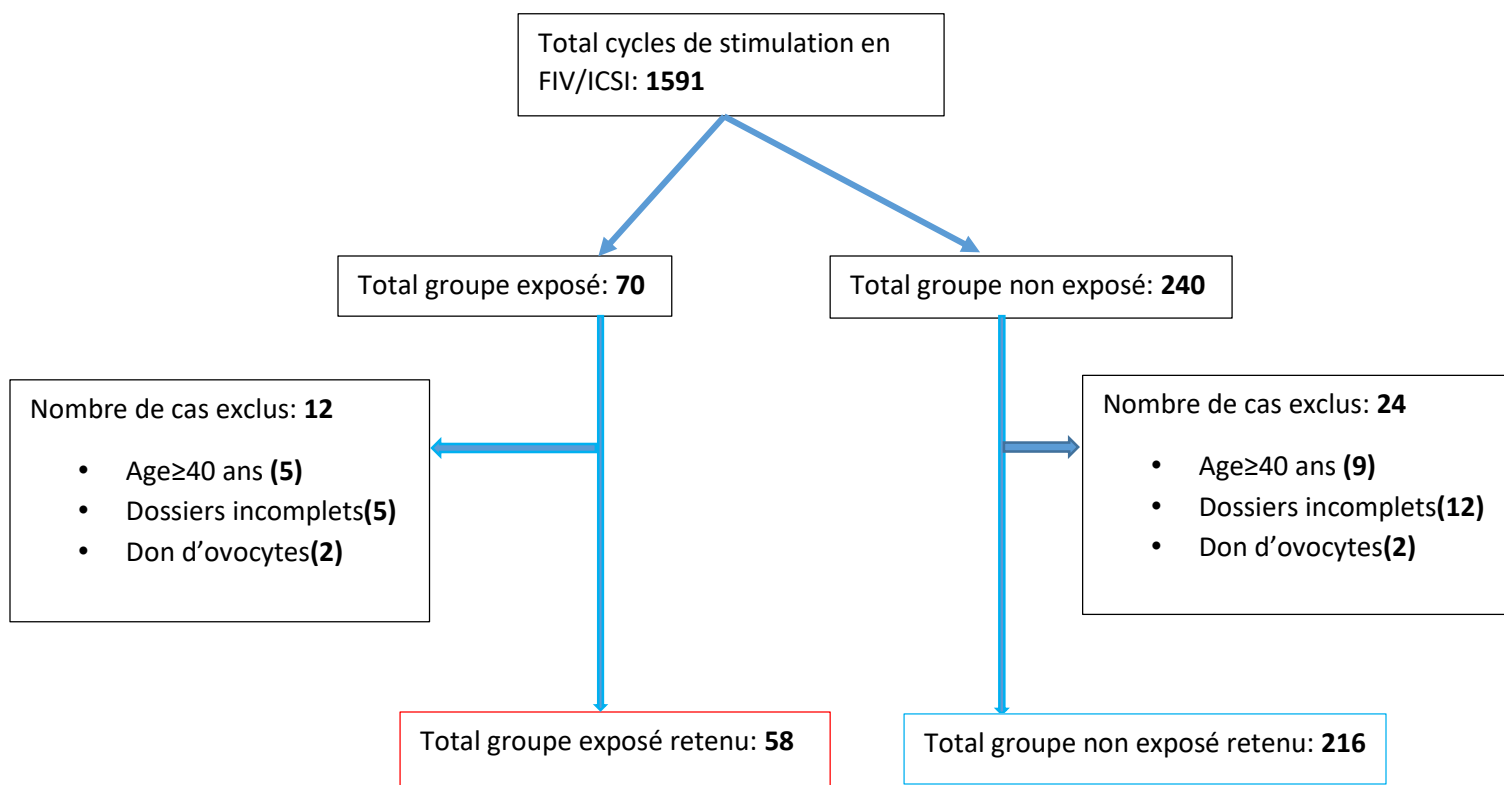 Total cycles de stimulation en
FIV/ICSI: 1591
Total groupe exposé: 70
Total groupe non exposé: 240
Nombre de cas exclus: 12
• Age≥40 ans (5)
• Dossiers incomplets(5)
• Don d’ovocytes(2)
Nombre de cas exclus: 24
• Age≥40 ans (9)
• Dossiers incomplets(12)
• Don d’ovocytes(2)
Total groupe exposé retenu: 58
Total groupe non exposé retenu: 216